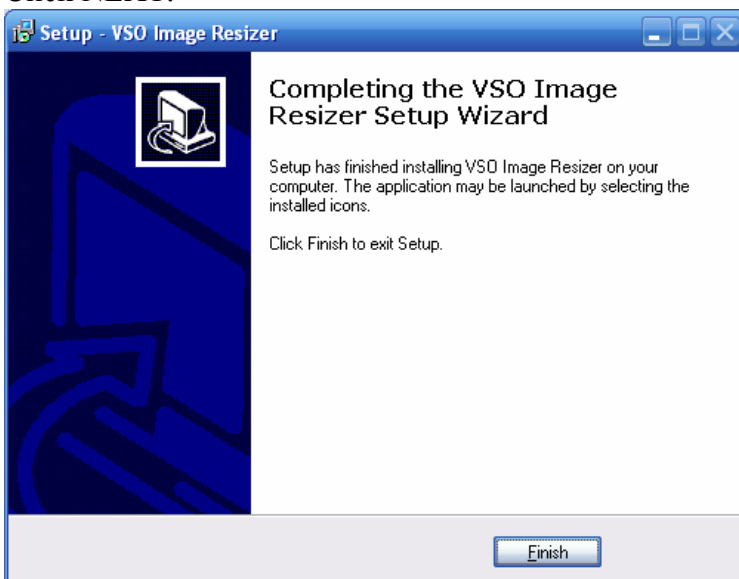 Setup - VSO Image Resizer
Completing the VSO Image
Resizer Setup Wizard
Setup has finished installing VSO Image Resizer on your
computer. The application may be launched by selecting the
installed icons.
Click Finish to exit Setup.
Finish